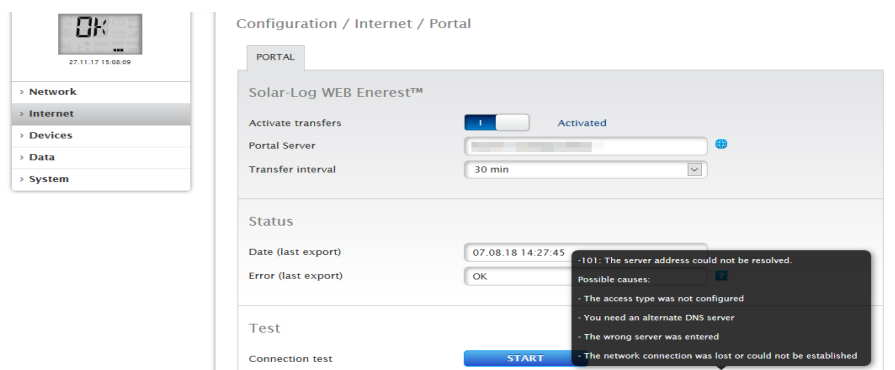 OK
27.11.17 15:08:09
› Network
› Internet
› Devices
› Data
› System
Configuration / Internet / Portal
PORTAL
Solar-Log WEB Enerest™
Activate transfers
I
Activated
Portal Server
Transfer interval
30 min
Status
Date (last export)
07.08.18 14:27:45
Error (last export)
OK
?
-101: The server address could not be resolved.
Possible causes:
- The access type was not configured
- You need an alternate DNS server
- The wrong server was entered
- The network connection was lost or could not be established
Test
Connection test
START